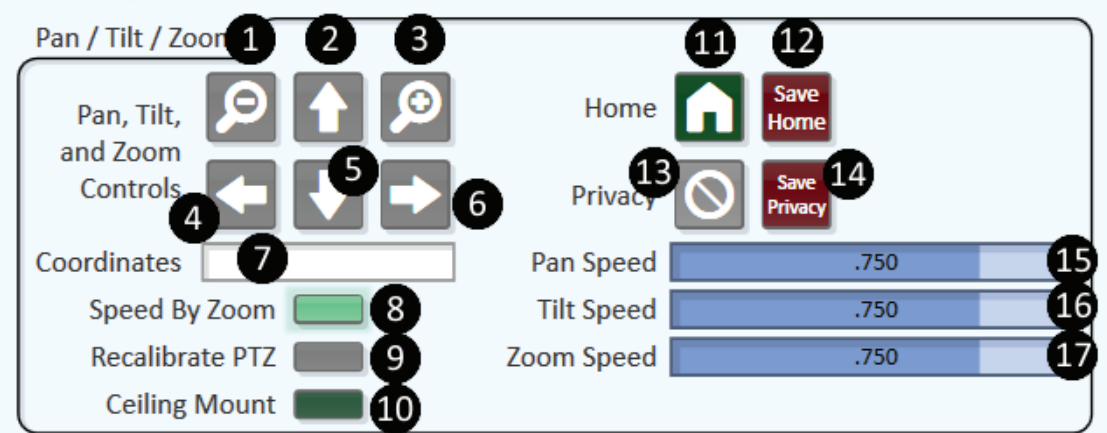 Pan / Tilt / Zoom 1 2 3 11 12
Pan, Tilt,
and Zoom
Controls
Home
Save
Home
4 5 6
Privacy 13
Save
Privacy
14
Coordinates 7
Pan Speed .750 15
Speed By Zoom 8
Tilt Speed .750 16
Recalibrate PTZ 9
Zoom Speed .750 17
Ceiling Mount 10